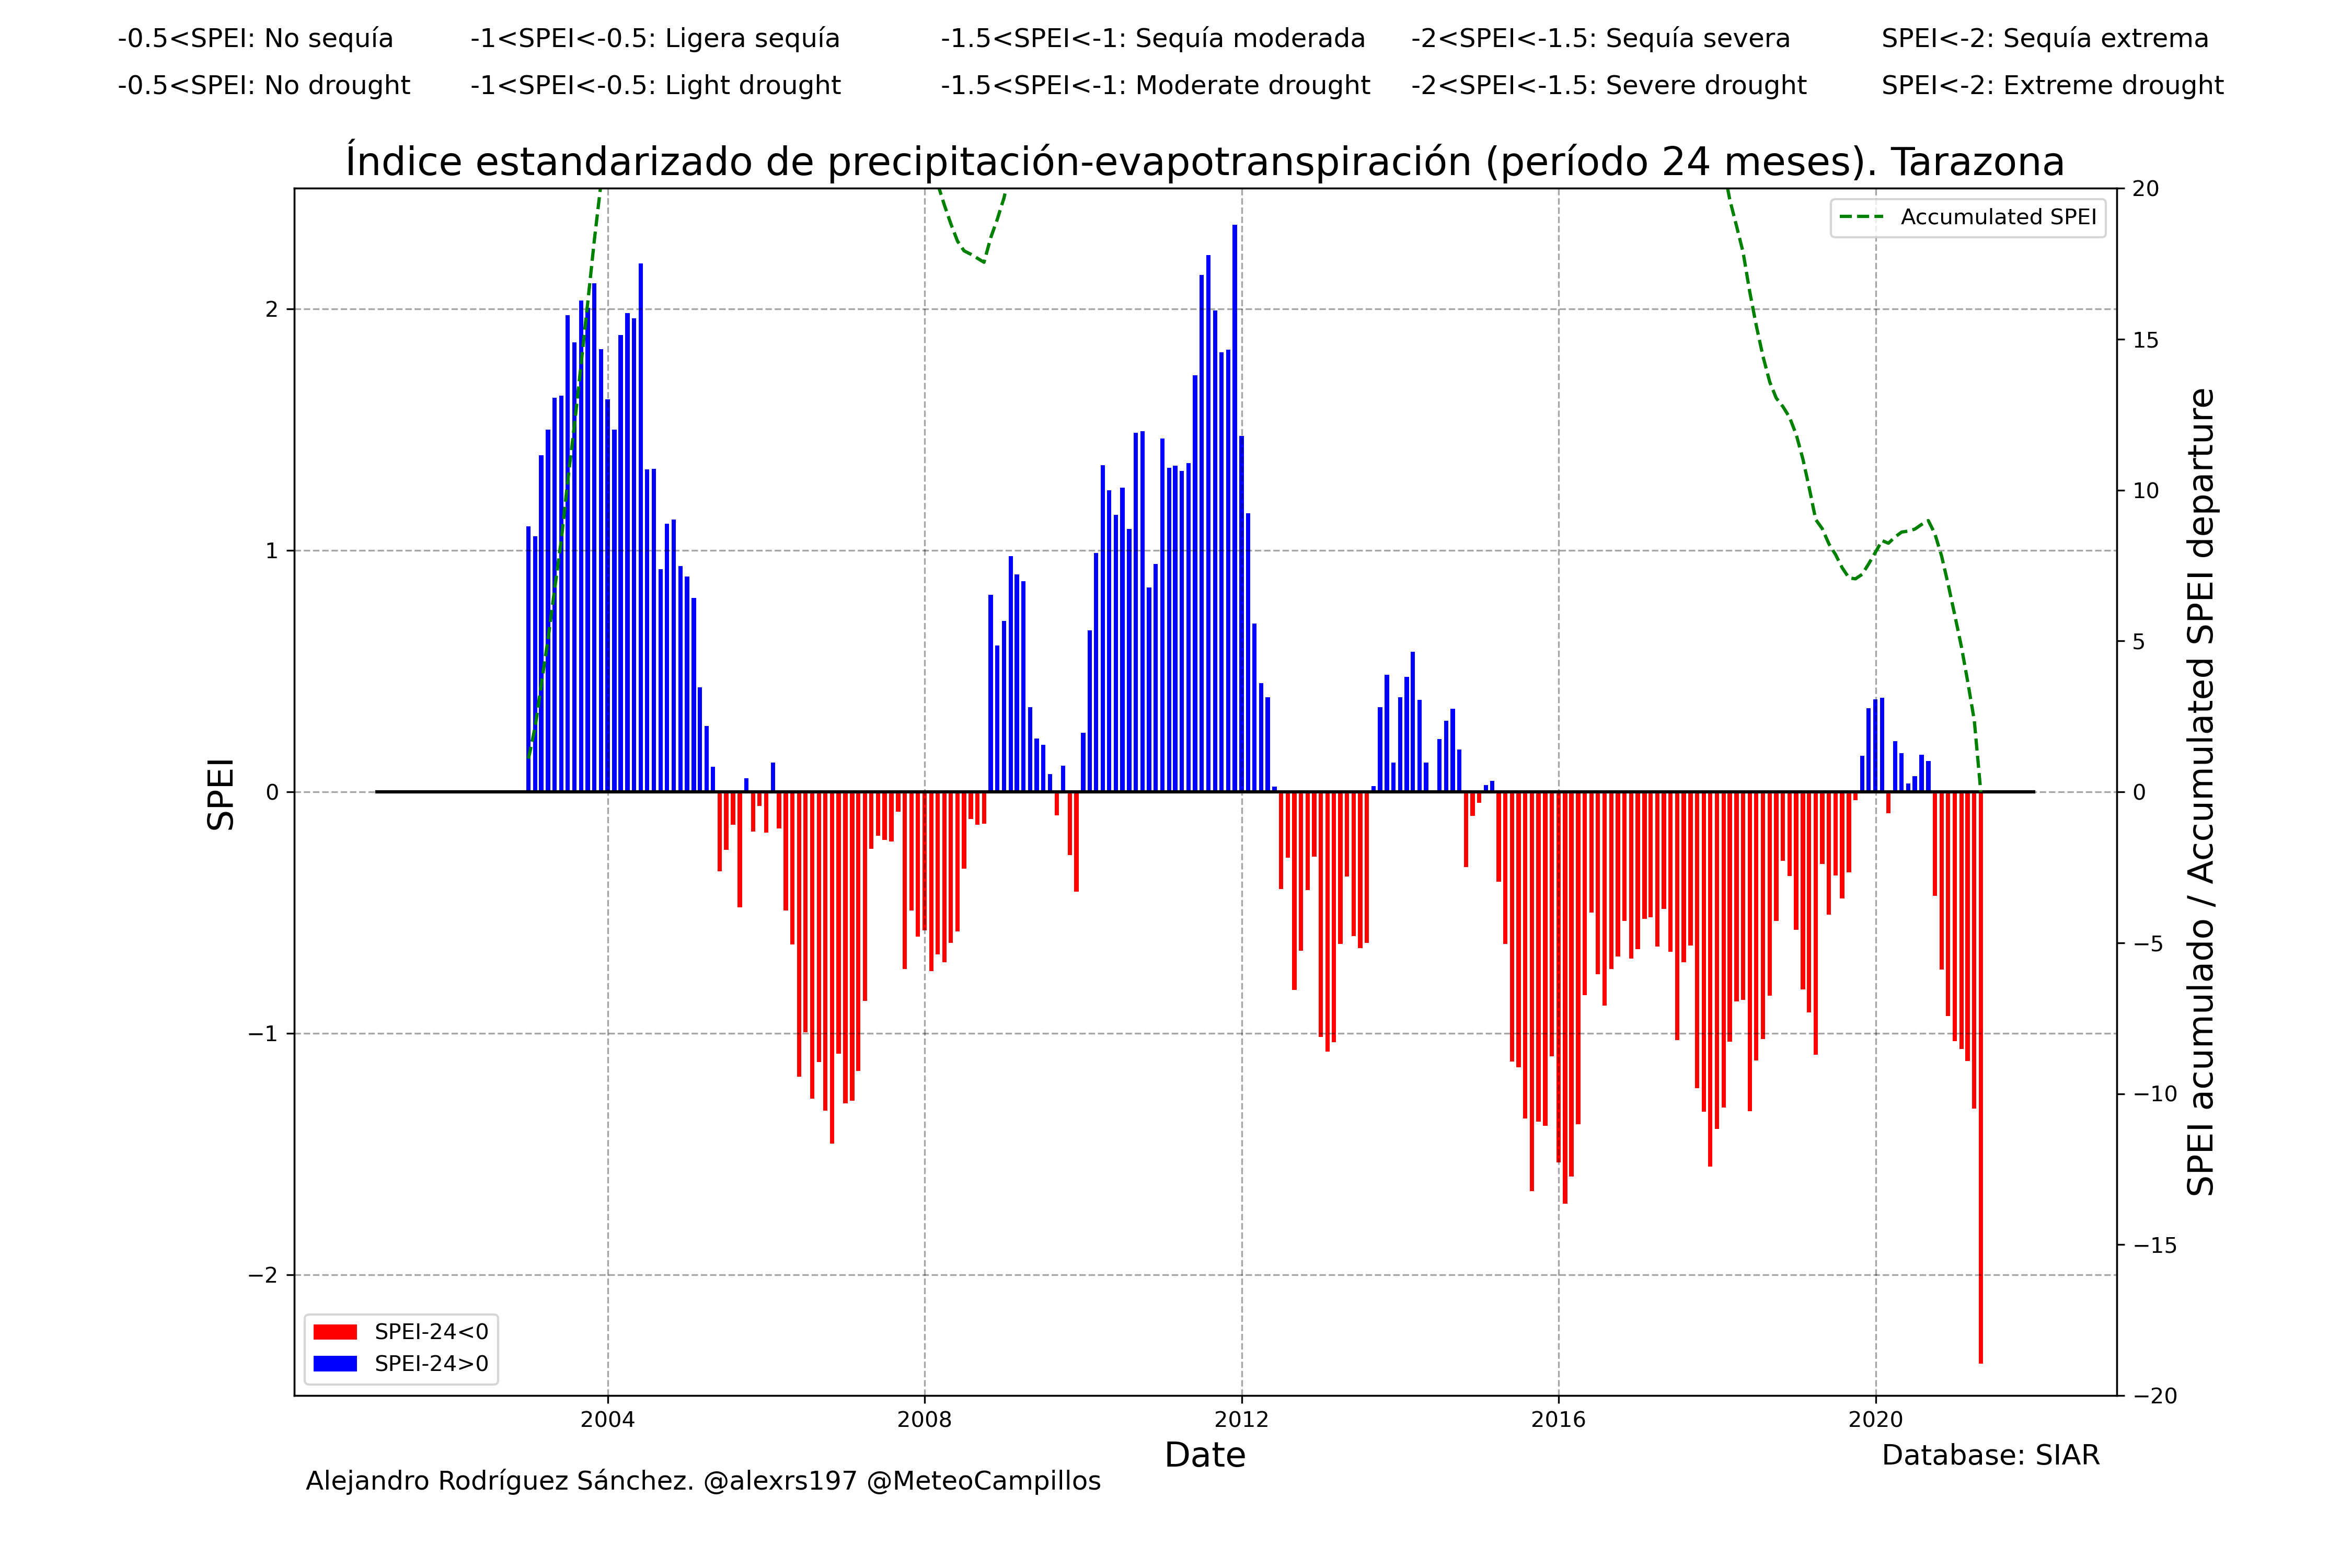 -0.5<SPEI: No sequía -1<SPEI<-0.5: Ligera sequía -1.5<SPEI<-1: Sequía moderada -2<SPEI<-1.5: Sequía severa SPEI<-2: Sequía extrema
-0.5<SPEI: No drought -1<SPEI<-0.5: Light drought -1.5<SPEI<-1: Moderate drought -2<SPEI<-1.5: Severe drought SPEI<-2: Extreme drought
Índice estandarizado de precipitación-evapotranspiración (período 24 meses). Tarazona
Accumulated SPEI
2
1
0
−1
−2
SPEI
20
15
10
5
0
−5
−10
−15
−20
SPEI acumulado / Accumulated SPEI departure
SPEI-24<0
SPEI-24>0
2004 2008 2012 2016 2020
Date
Database: SIAR
Alejandro Rodríguez Sánchez. @alexrs197 @MeteoCampillos